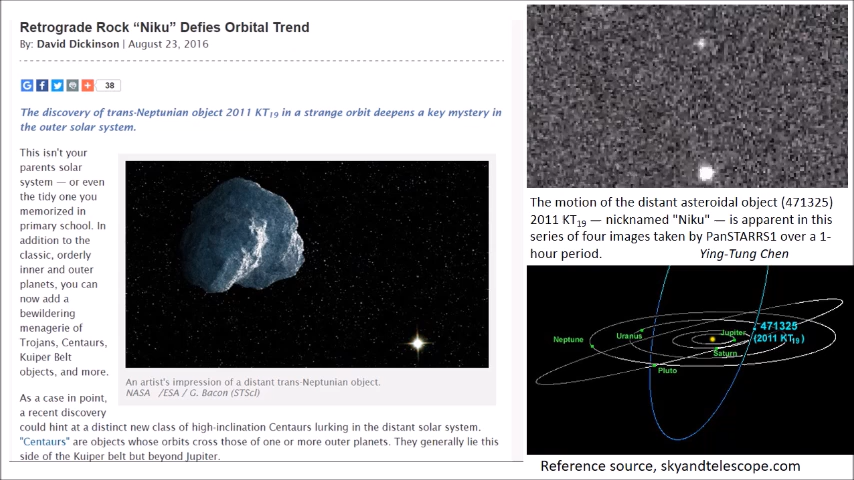 Retrograde Rock “Niku” Defies Orbital Trend
By: David Dickinson | August 23, 2016
38
The discovery of trans-Neptunian object 2011 KT19 in a strange orbit deepens a key mystery in
the outer solar system.
This isn't your
parents solar
system — or even
the tidy one you
memorized in
primary school. In
addition to the
classic, orderly
inner and outer
planets, you can
now add a
bewildering
menagerie of
Trojans, Centaurs,
Kuiper Belt
objects, and more.
An artist's impression of a distant trans-Neptunian object.
NASA /ESA / G. Bacon (STScI)
As a case in point,
a recent discovery
could hint at a distinct new class of high-inclination Centaurs lurking in the distant solar system.
"Centaurs" are objects whose orbits cross those of one or more outer planets. They generally lie this
side of the Kuiper belt but beyond Jupiter.
The motion of the distant asteroidal object (471325)
2011 KT19 — nicknamed "Niku" — is apparent in this
series of four images taken by PanSTARRS1 over a 1-
hour period. Ying-Tung Chen
471325
(2011 KT19)
Jupiter
Uranus
Neptune
Saturn
Pluto
Reference source, skyandtelescope.com